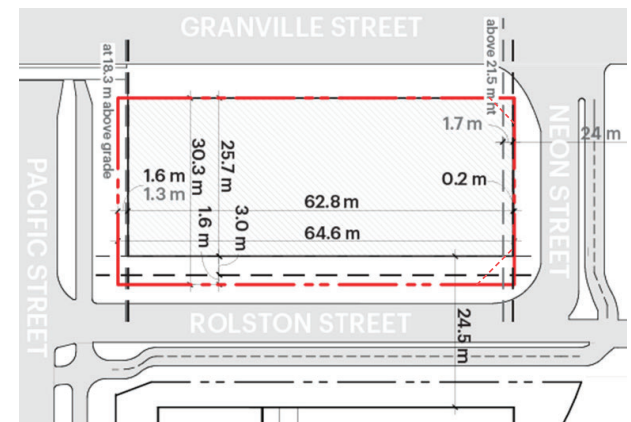 GRANVILLE STREET
at 18.3 m above grade
above 21.5 m ht
1.7 m
24 m
NEON STREET
PACIFIC STREET
30.3 m
25.7 m
1.6 m
1.3 m
0.2 m
62.8 m
1.6 m
3.0 m
64.6 m
ROLSTON STREET
24.5 m